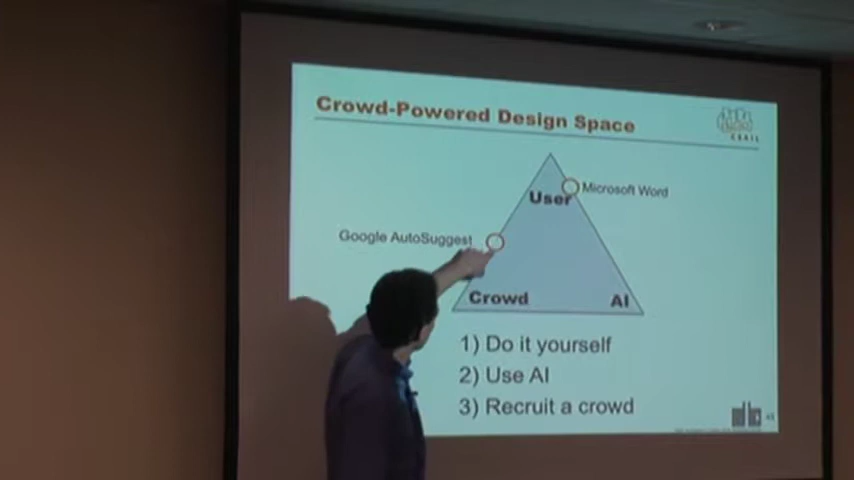 Crowd-Powered Design Space
CSAIL
User
Microsoft Word
Google AutoSuggest
Crowd
AI
1) Do it yourself
2) Use AI
3) Recruit a crowd